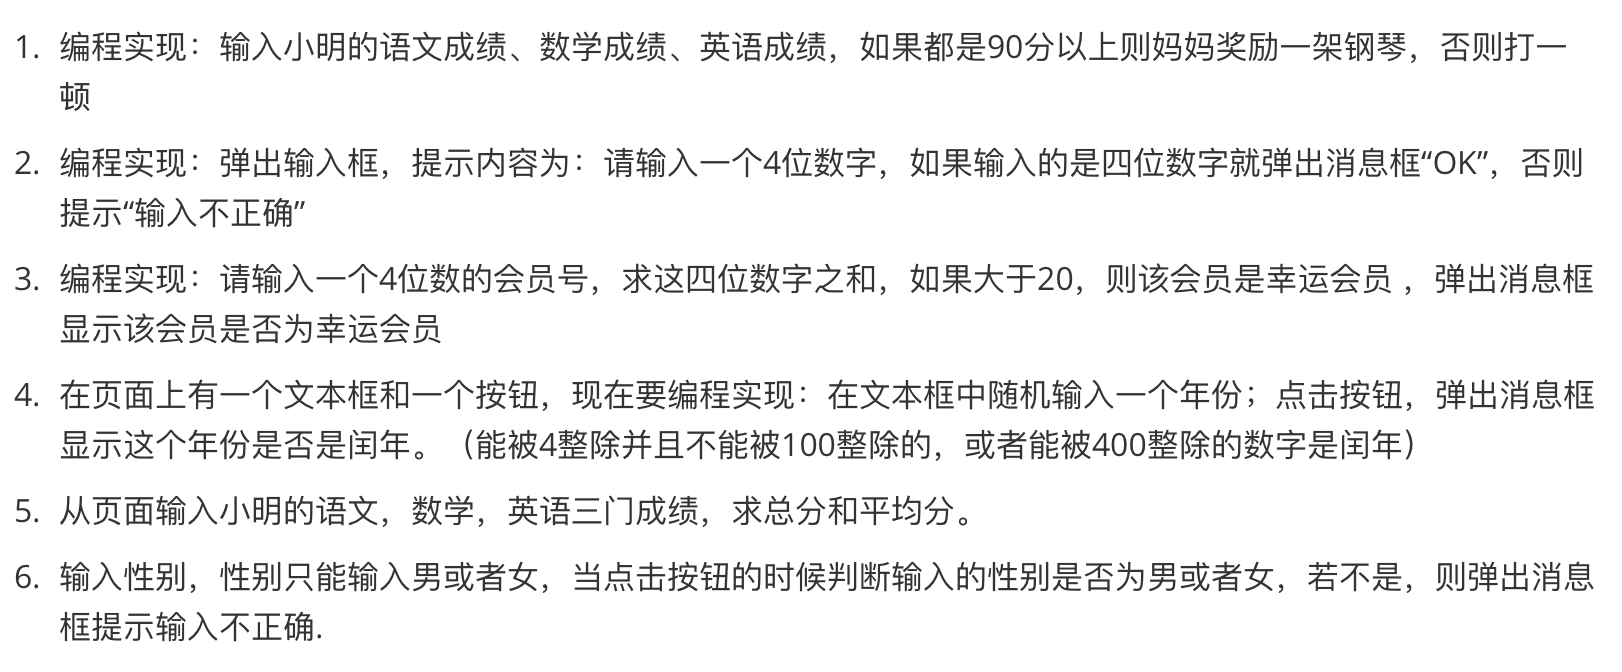 1. 编程实现：输入小明的语文成绩、数学成绩、英语成绩，如果都是90分以上则妈妈奖励一架钢琴，否则打一
顿
2. 编程实现：弹出输入框，提示内容为：请输入一个4位数字，如果输入的是四位数字就弹出消息框“OK”，否则
提示“输入不正确”
3. 编程实现：请输入一个4位数的会员号，求这四位数字之和，如果大于20，则该会员是幸运会员 ，弹出消息框
显示该会员是否为幸运会员
4. 在页面上有一个文本框和一个按钮，现在要编程实现：在文本框中随机输入一个年份；点击按钮，弹出消息框
显示这个年份是否是闰年。（能被4整除并且不能被100整除的，或者能被400整除的数字是闰年）
5. 从页面输入小明的语文，数学，英语三门成绩，求总分和平均分。
6. 输入性别，性别只能输入男或者女，当点击按钮的时候判断输入的性别是否为男或者女，若不是，则弹出消息
框提示输入不正确.